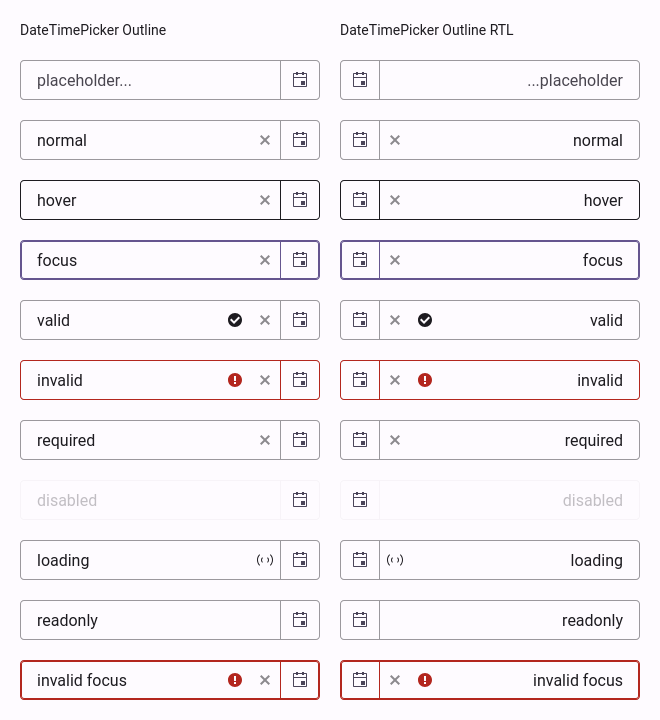 DateTimePicker Outline
placeholder...
normal
hover
focus
valid
invalid
required
disabled
loading
readonly
invalid focus
DateTimePicker Outline RTL
...placeholder
normal
hover
focus
valid
invalid
required
disabled
loading
readonly
invalid focus